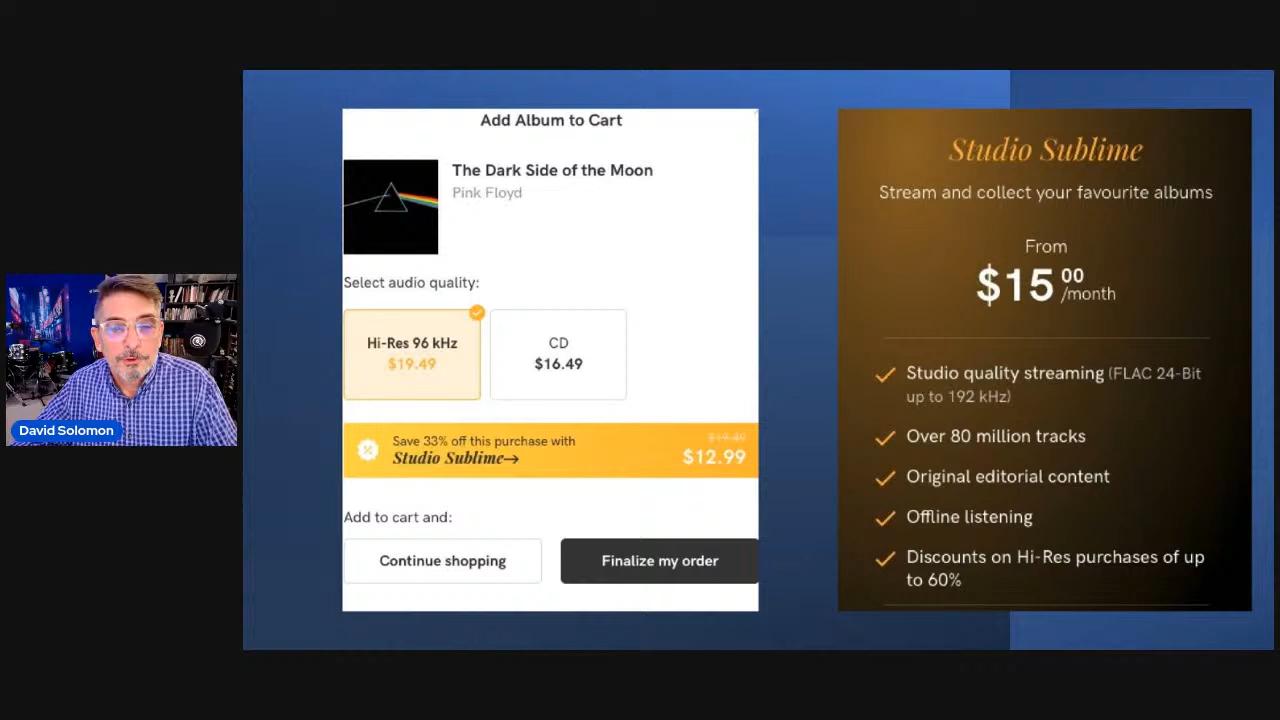 Add Album to Cart
The Dark Side of the Moon
Pink Floyd
Select audio quality:
Hi-Res 96 kHz
$19.49
CD
$16.49
Save 33% off this purchase with
Studio Sublime→
$19.49
$12.99
Add to cart and:
Continue shopping
Finalize my order
Studio Sublime
Stream and collect your favourite albums
From
$15 00
/month
Studio quality streaming (FLAC 24-Bit
up to 192 kHz)
Over 80 million tracks
Original editorial content
Offline listening
Discounts on Hi-Res purchases of up
to 60%
David Solomon